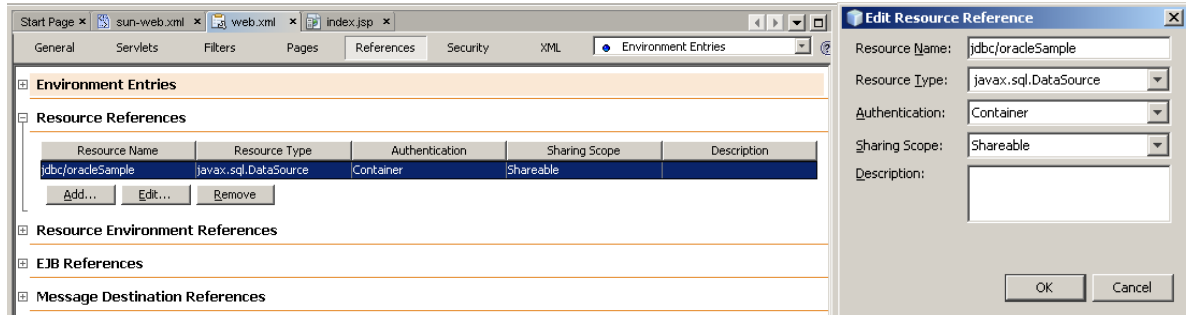 Start Page sun-web.xml web.xml index.jsp
General Servlets Filters Pages References Security XML Environment Entries
Environment Entries
Resource References
Resource Name Resource Type Authentication Sharing Scope Description
jdbc/oracleSample javax.sql.DataSource Container Shareable
Add... Edit... Remove
Resource Environment References
EJB References
Message Destination References
Edit Resource Reference
Resource Name: jdbc/oracleSample
Resource Type: javax.sql.DataSource
Authentication: Container
Sharing Scope: Shareable
Description:
OK Cancel